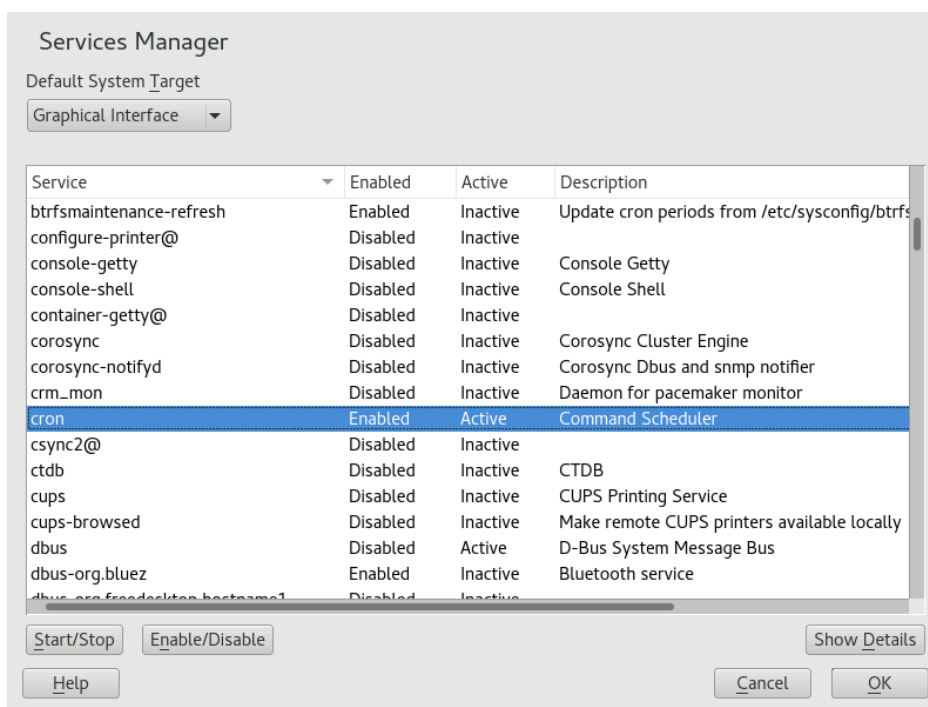 Services Manager
Default System Target
Graphical Interface
Service Enabled Active Description
btrfsmaintenance-refresh Enabled Inactive Update cron periods from /etc/sysconfig/btrfs
configure-printer@ Disabled Inactive
console-getty Disabled Inactive Console Getty
console-shell Disabled Inactive Console Shell
container-getty@ Disabled Inactive
corosync Disabled Inactive Corosync Cluster Engine
corosync-notifyd Disabled Inactive Corosync Dbus and snmp notifier
crm_mon Disabled Inactive Daemon for pacemaker monitor
cron Enabled Active Command Scheduler
csync2@ Disabled Inactive
ctdb Disabled Inactive CTDB
cups Disabled Inactive CUPS Printing Service
cups-browsed Disabled Inactive Make remote CUPS printers available locally
dbus Disabled Active D-Bus System Message Bus
dbus-org.bluez Enabled Inactive Bluetooth service
dbus-org.freedesktop.hostname1 Disabled Inactive
Start/Stop Enable/Disable Show Details
Help Cancel OK